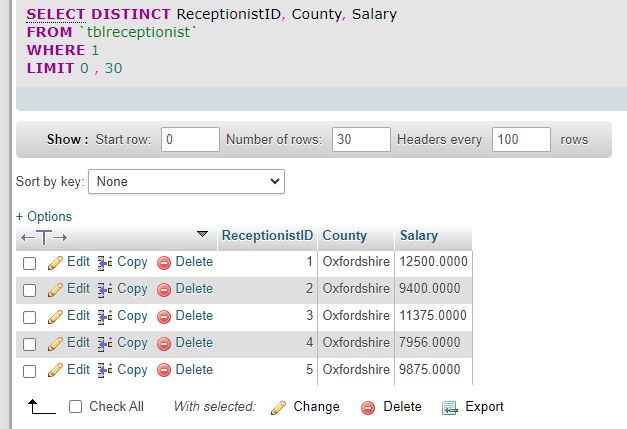 SELECT DISTINCT ReceptionistID, County, Salary
FROM `tblreceptionist`
WHERE 1
LIMIT 0 , 30
Show : Start row: 0 Number of rows: 30 Headers every 100 rows
Sort by key: None
+ Options
ReceptionistID County Salary
Edit Copy Delete 1 Oxfordshire 12500.0000
Edit Copy Delete 2 Oxfordshire 9400.0000
Edit Copy Delete 3 Oxfordshire 11375.0000
Edit Copy Delete 4 Oxfordshire 7956.0000
Edit Copy Delete 5 Oxfordshire 9875.0000
Check All With selected: Change Delete Export